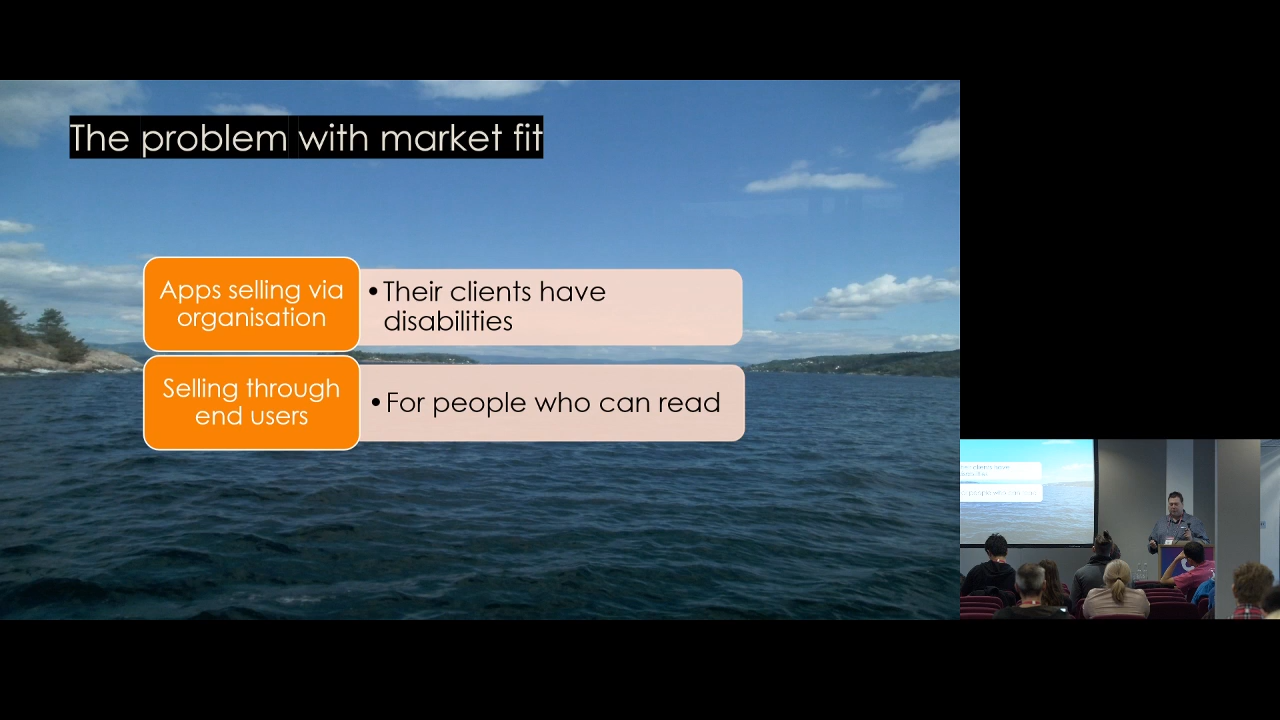 The problem with market fit
Apps selling via
organisation
• Their clients have
disabilities
Selling through
end users
• For people who can read